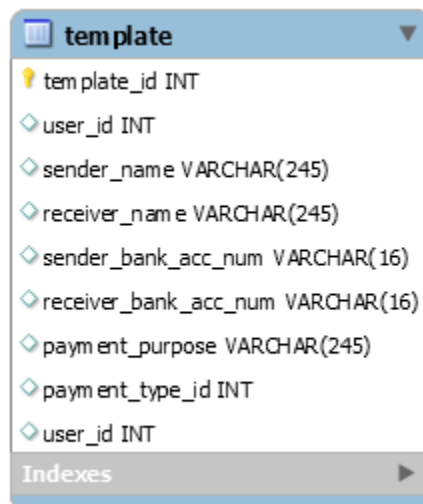 template
template_id INT
user_id INT
sender_name VARCHAR(245)
receiver_name VARCHAR(245)
sender_bank_acc_num VARCHAR(16)
receiver_bank_acc_num VARCHAR(16)
payment_purpose VARCHAR(245)
payment_type_id INT
user_id INT
Indexes